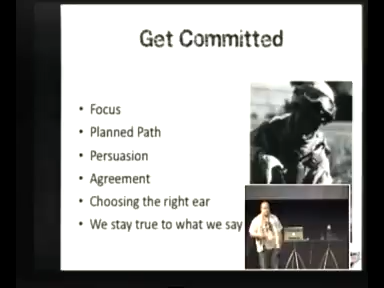 Get Committed
• Focus
• Planned Path
• Persuasion
• Agreement
• Choosing the right ear
• We stay true to what we say